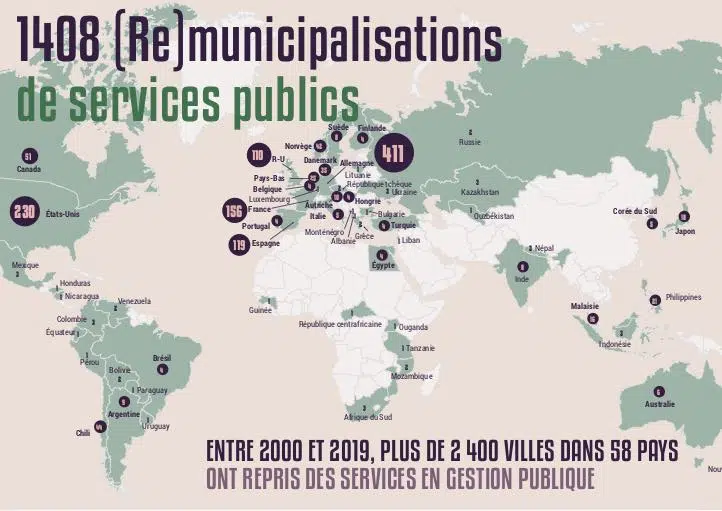 1408 (Re)municipalisations
de services publics
51
Canada
230 États-Unis
Mexique
Honduras
Nicaragua
Venezuela
Colombie
Équateur
Pérou
Bolivie
Brésil
Paraguay
Argentine
Uruguay
Chili
Suède
Finlande
Norvège
411
110 R-U
Danemark
Allemagne
Lituanie
Pays-Bas
République tchèque
Belgique
Ukraine
Luxembourg
Autriche
Hongrie
156 France
Italie
Bulgarie
Portugal
Turquie
Monténégro
Grèce
Albanie
119 Espagne
Liban
Égypte
Russie
Kazakhstan
Ouzbékistan
Corée du Sud
Japon
Népal
Inde
Philippines
Malaisie
Indonésie
Guinée
République centrafricaine
Ouganda
Tanzanie
Mozambique
Afrique du Sud
Australie
Nou
ENTRE 2000 ET 2019, PLUS DE 2 400 VILLES DANS 58 PAYS
ONT REPRIS DES SERVICES EN GESTION PUBLIQUE